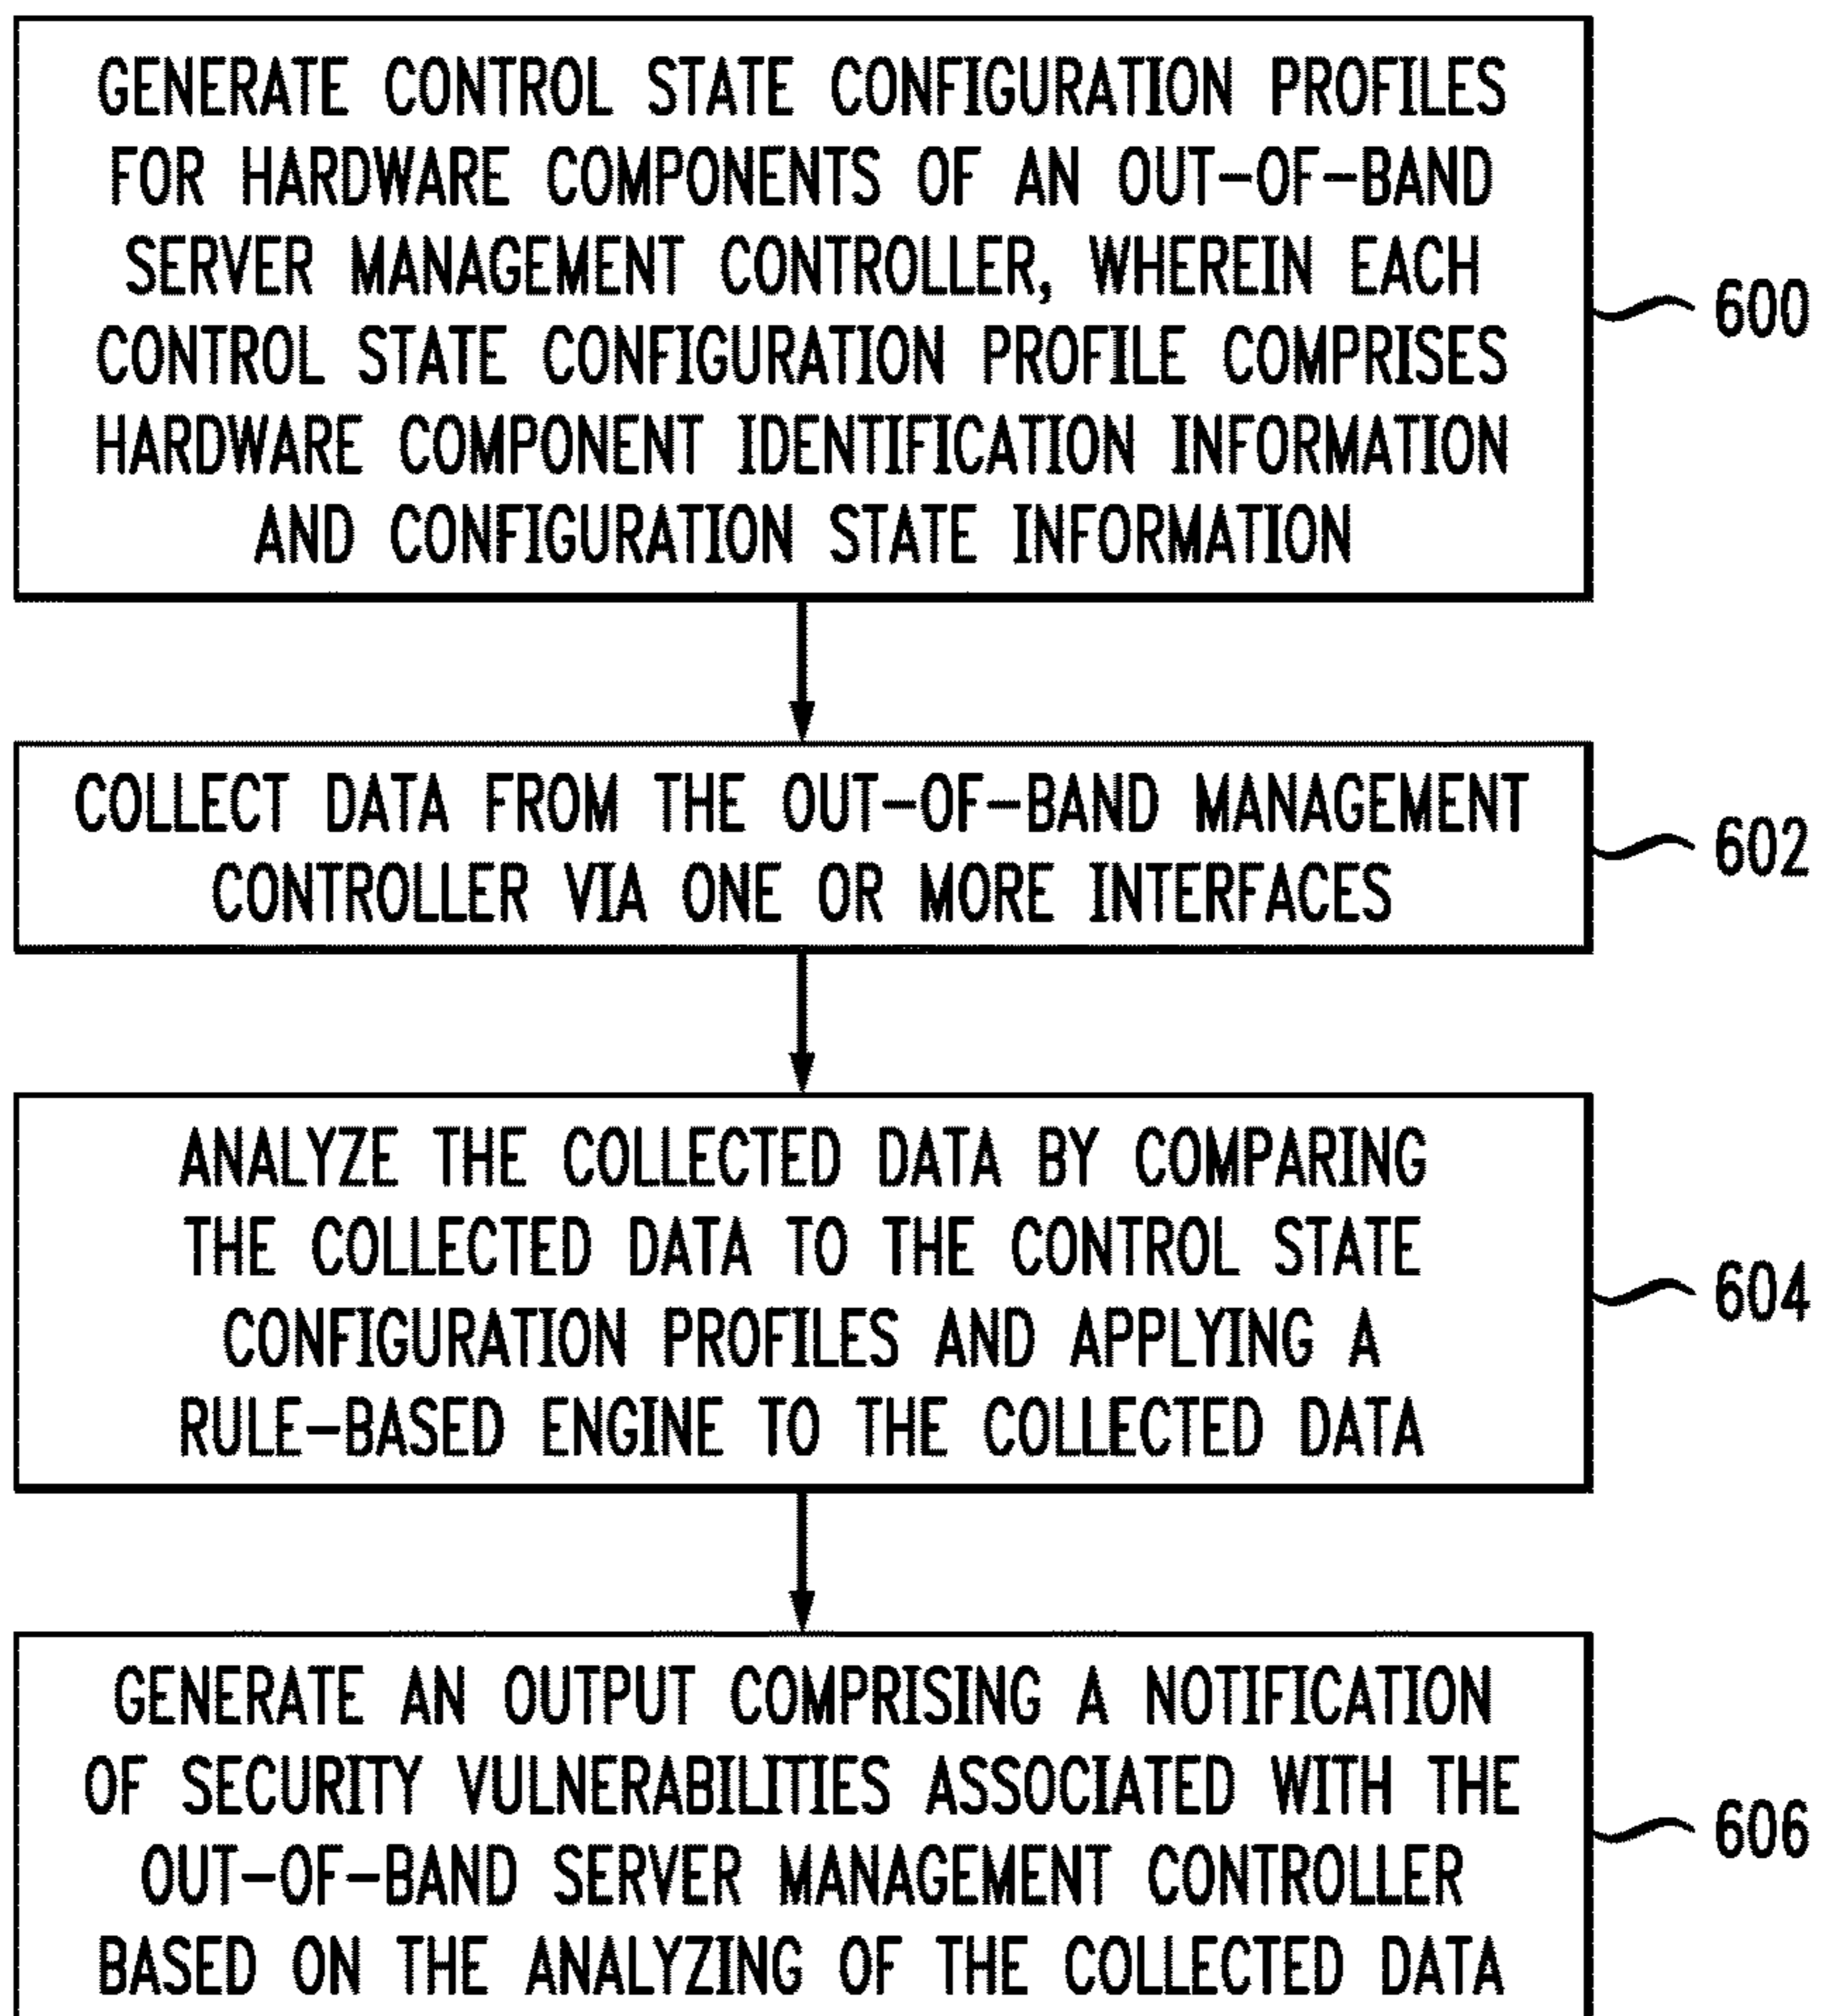 GENERATE CONTROL STATE CONFIGURATION PROFILES
FOR HARDWARE COMPONENTS OF AN OUT-OF-BAND
SERVER MANAGEMENT CONTROLLER, WHEREIN EACH
CONTROL STATE CONFIGURATION PROFILE COMPRISES
HARDWARE COMPONENT IDENTIFICATION INFORMATION
AND CONFIGURATION STATE INFORMATION
600
COLLECT DATA FROM THE OUT-OF-BAND MANAGEMENT
CONTROLLER VIA ONE OR MORE INTERFACES
602
ANALYZE THE COLLECTED DATA BY COMPARING
THE COLLECTED DATA TO THE CONTROL STATE
CONFIGURATION PROFILES AND APPLYING A
RULE-BASED ENGINE TO THE COLLECTED DATA
604
GENERATE AN OUTPUT COMPRISING A NOTIFICATION
OF SECURITY VULNERABILITIES ASSOCIATED WITH THE
OUT-OF-BAND SERVER MANAGEMENT CONTROLLER
BASED ON THE ANALYZING OF THE COLLECTED DATA
606